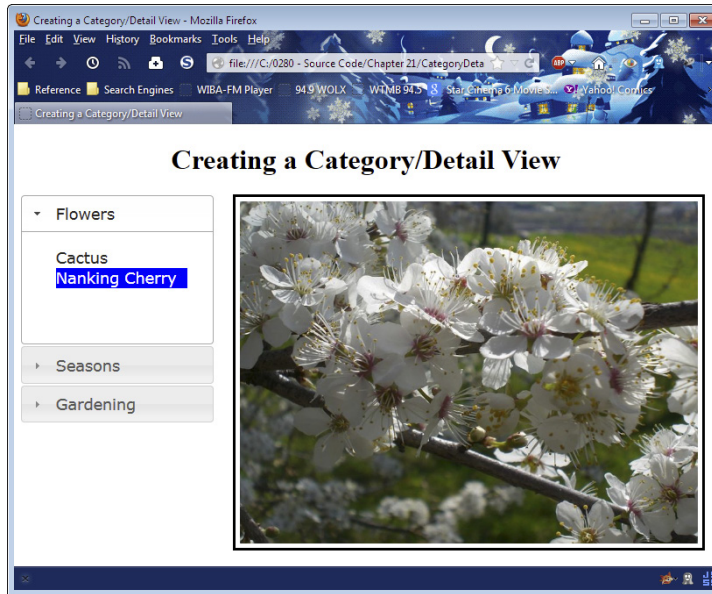 Creating a Category/Detail View - Mozilla Firefox
File Edit View History Bookmarks Tools Help
file:///C:/0280 - Source Code/Chapter 21/CategoryDeta
ABP
Reference Search Engines WIBA-FM Player 94.9 WOLX WTMB 94.5 Star Cinema 6 Movie S... Yahoo! Comics
Creating a Category/Detail View
Creating a Category/Detail View
Flowers
Cactus
Nanking Cherry
Seasons
Gardening